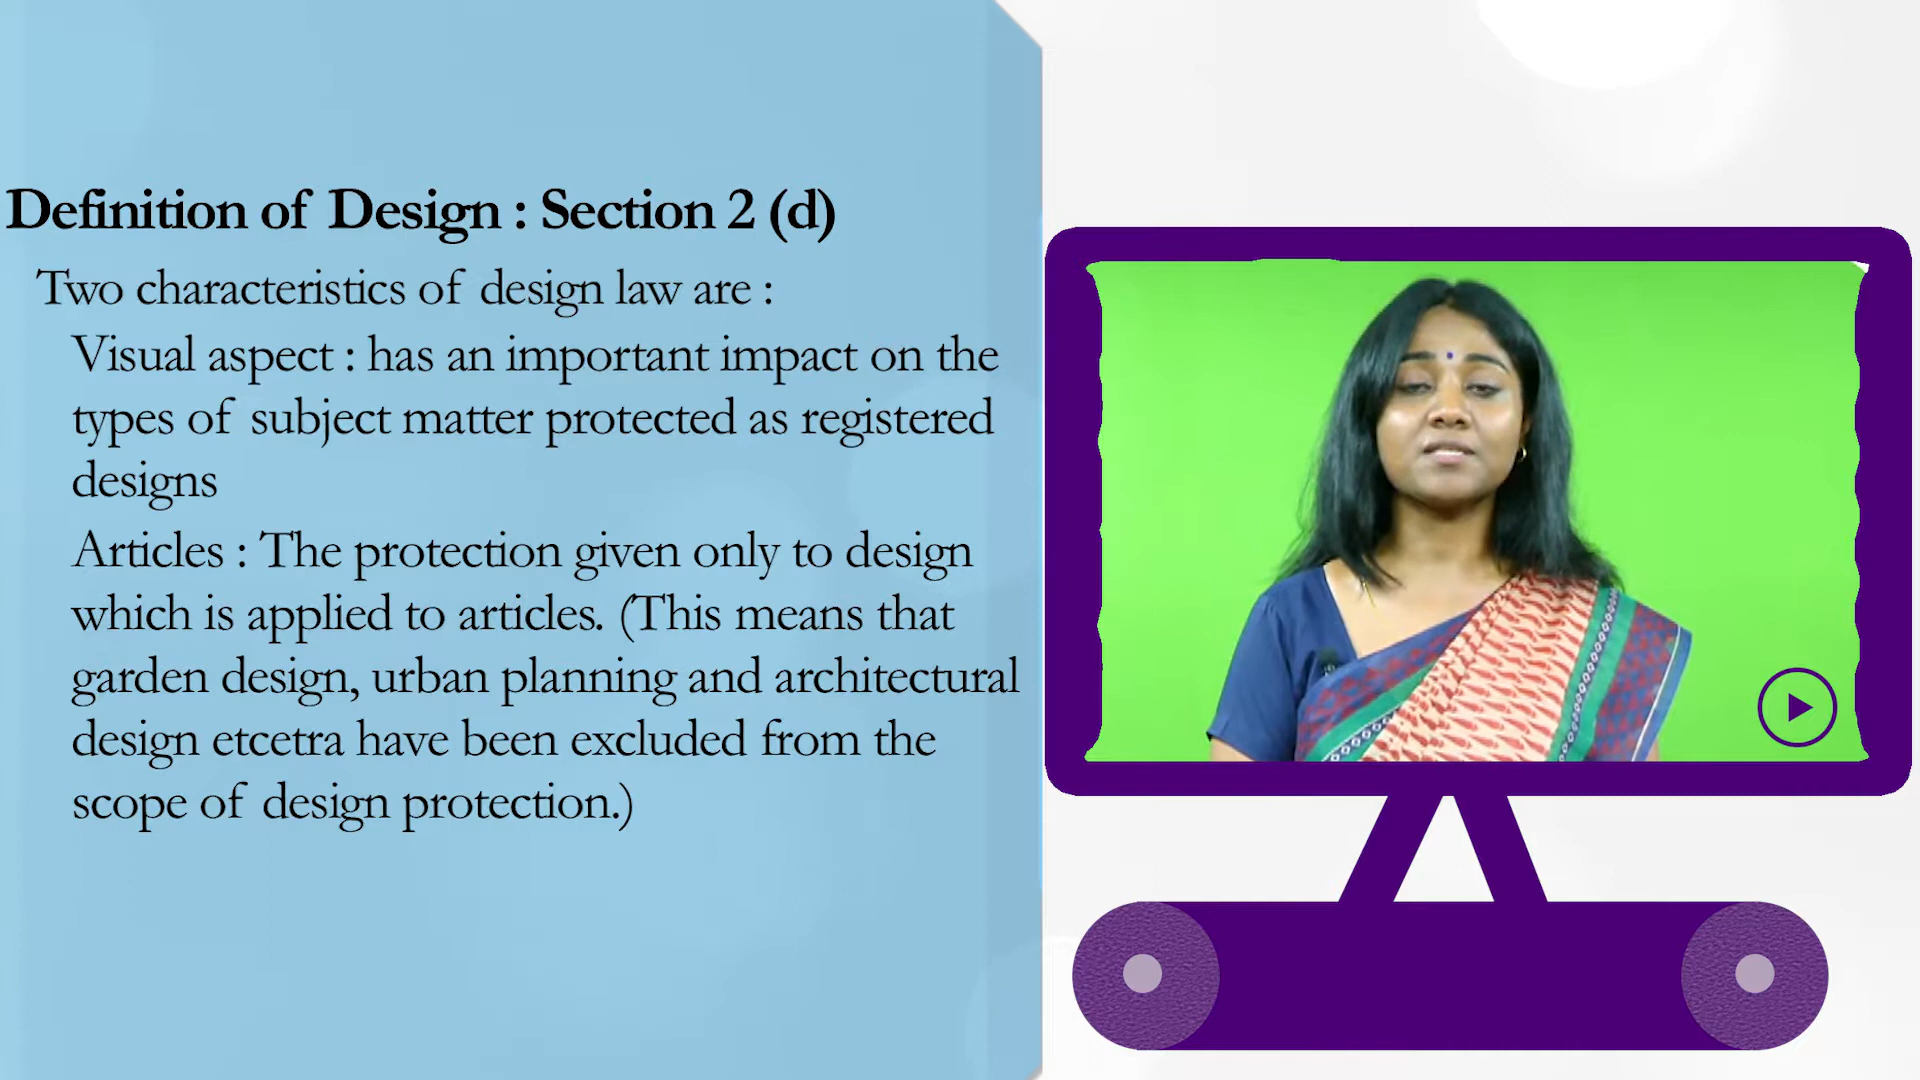 Definition of Design : Section 2 (d)
Two characteristics of design law are :
Visual aspect : has an important impact on the
types of subject matter protected as registered
designs
Articles : The protection given only to design
which is applied to articles. (This means that
garden design, urban planning and architectural
design etcetra have been excluded from the
scope of design protection.)